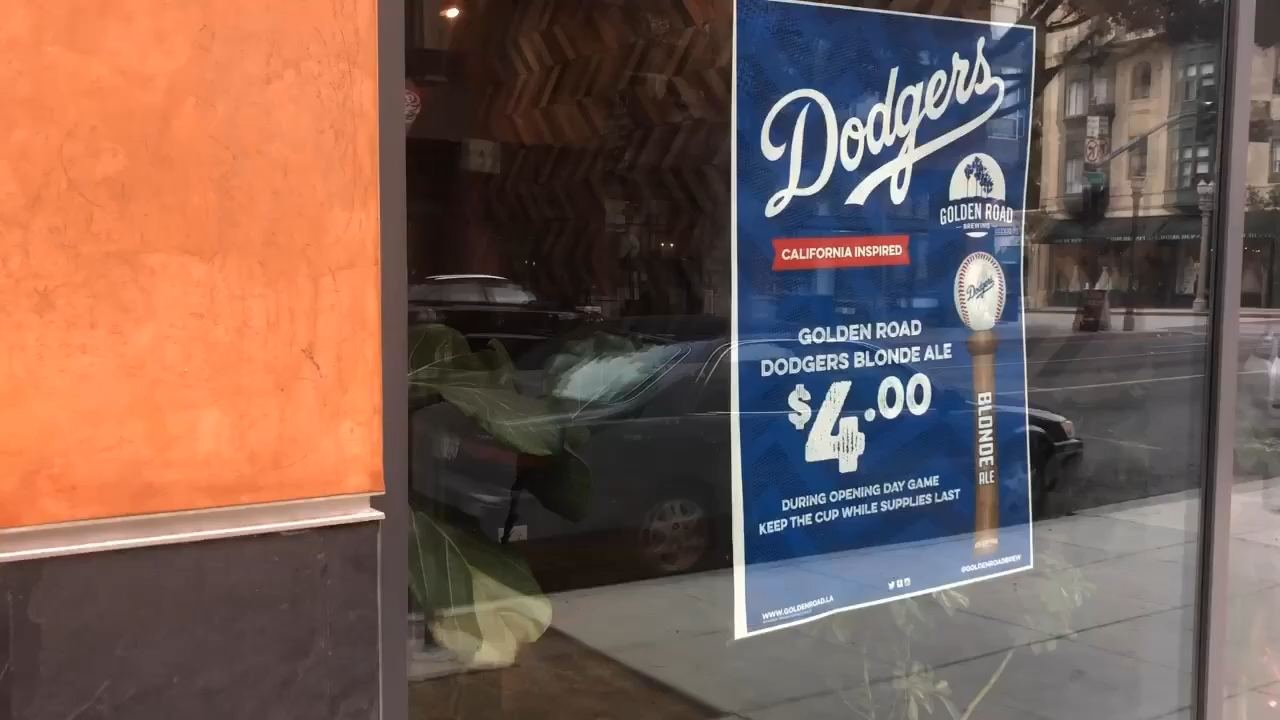 Dodgers
GOLDEN ROAD
BREWING
CALIFORNIA INSPIRED
Dodgers
GOLDEN ROAD
DODGERS BLONDE ALE
$4.00
BLONDE
ALE
DURING OPENING DAY GAME
KEEP THE CUP WHILE SUPPLIES LAST
@GOLDENROADBREW
WWW.GOLDENROAD.LA